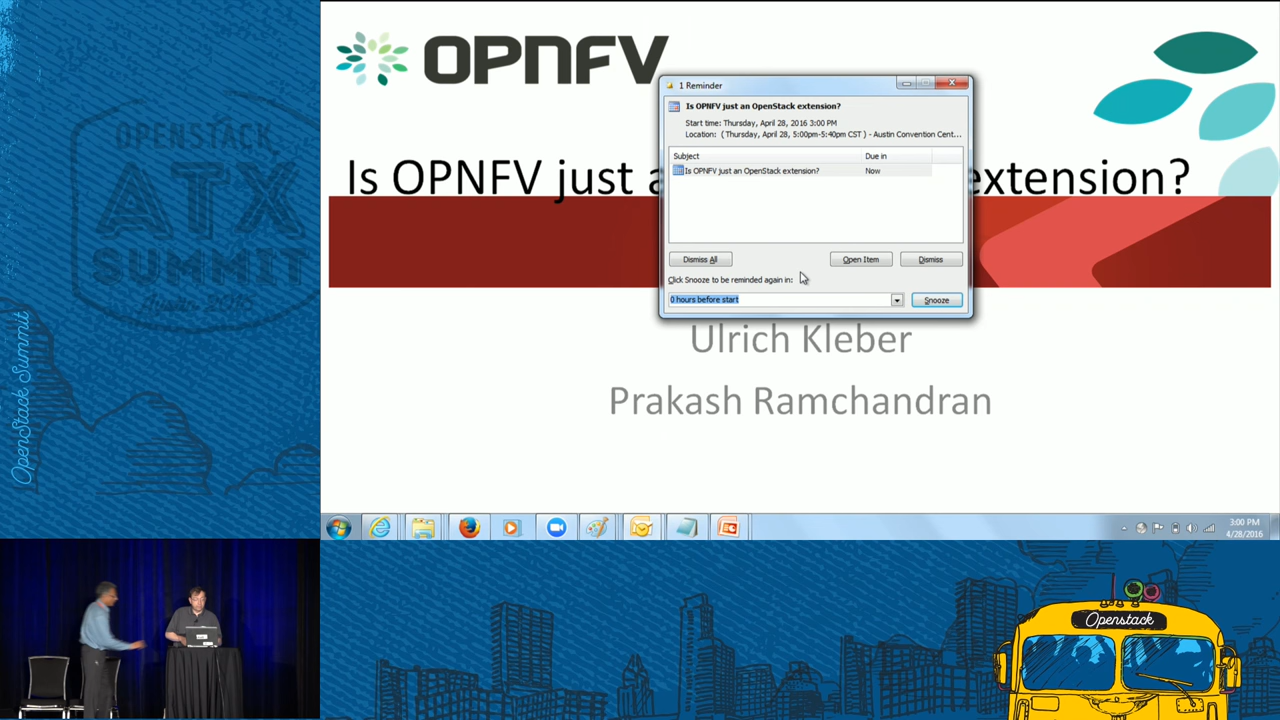 OPENSTACK
ATX
SUMMIT
OpenStack Summit
OPNFV
Is OPNFV just a
extension?
1 Reminder
Is OPNFV just an OpenStack extension?
Start time: Thursday, April 28, 2016 3:00 PM
Location: ( Thursday, April 28, 5:00pm-5:40pm CST ) - Austin Convention Cent...
Subject Due in
Is OPNFV just an OpenStack extension? Now
Dismiss All Open Item Dismiss
Click Snooze to be reminded again in:
0 hours before start Snooze
Ulrich Kleber
Prakash Ramchandran
3:00 PM
4/28/2016
Openstack